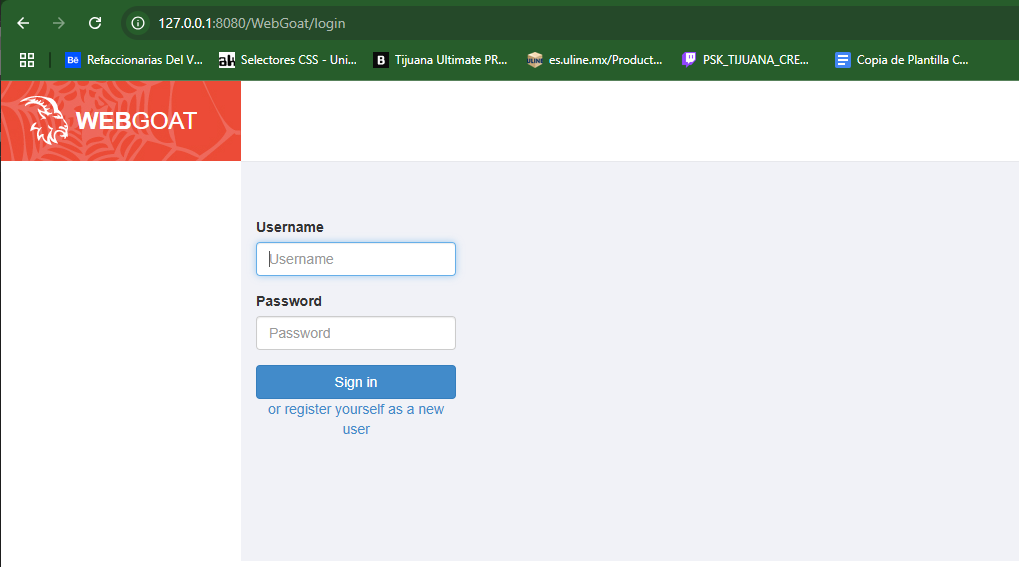 127.0.0.1:8080/WebGoat/login
Refaccionarias Del V... Selectores CSS - Uni... Tijuana Ultimate PR... es.uline.mx/Product... PSK_TIJUANA_CRE... Copia de Plantilla C...
WEBGOAT
Username
Username
Password
Password
Sign in
or register yourself as a new
user